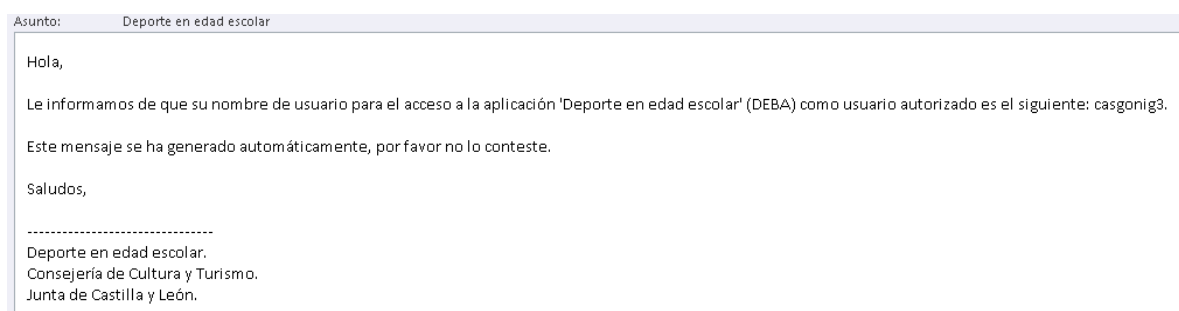 Asunto: Deporte en edad escolar
Hola,
Le informamos de que su nombre de usuario para el acceso a la aplicación 'Deporte en edad escolar' (DEBA) como usuario autorizado es el siguiente: casgonig3.
Este mensaje se ha generado automáticamente, por favor no lo conteste.
Saludos,
--------------------------------
Deporte en edad escolar.
Consejería de Cultura y Turismo.
Junta de Castilla y León.